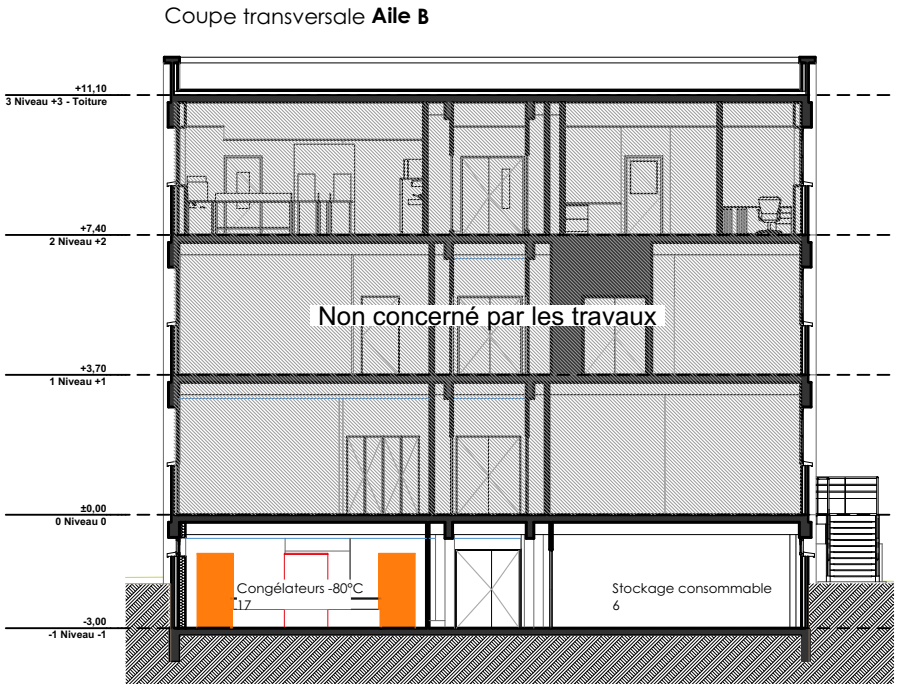 Coupe transversale Aile B
+11,10
3 Niveau +3 - Toiture
+7,40
2 Niveau +2
Non concerné par les travaux
+3,70
1 Niveau +1
±0,00
0 Niveau 0
Congélateurs -80°C
17
Stockage consommable
6
-3,00
-1 Niveau -1